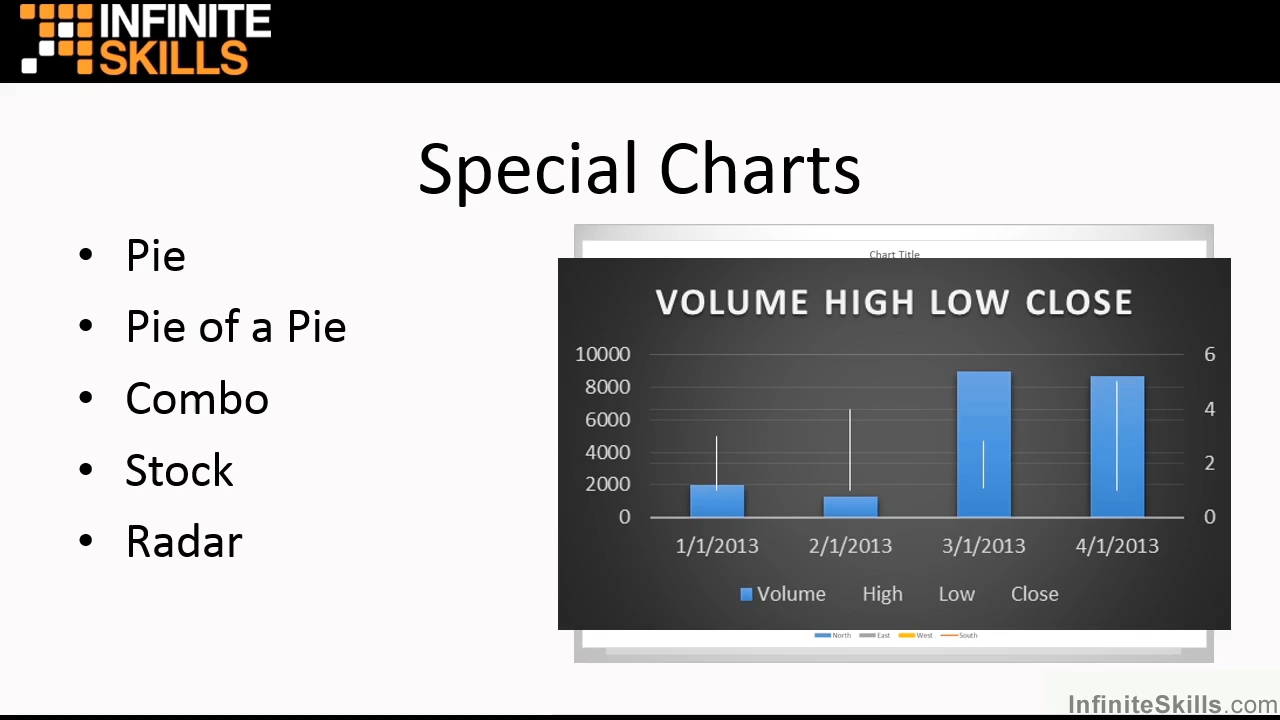 INFINITE
SKILLS
Special Charts
• Pie
• Pie of a Pie
• Combo
• Stock
• Radar
Chart Title
VOLUME HIGH LOW CLOSE
10000 6
8000
6000 4
4000 2
2000
0 0
1/1/2013 2/1/2013 3/1/2013 4/1/2013
Volume High Low Close
North East West South
InfiniteSkills.com